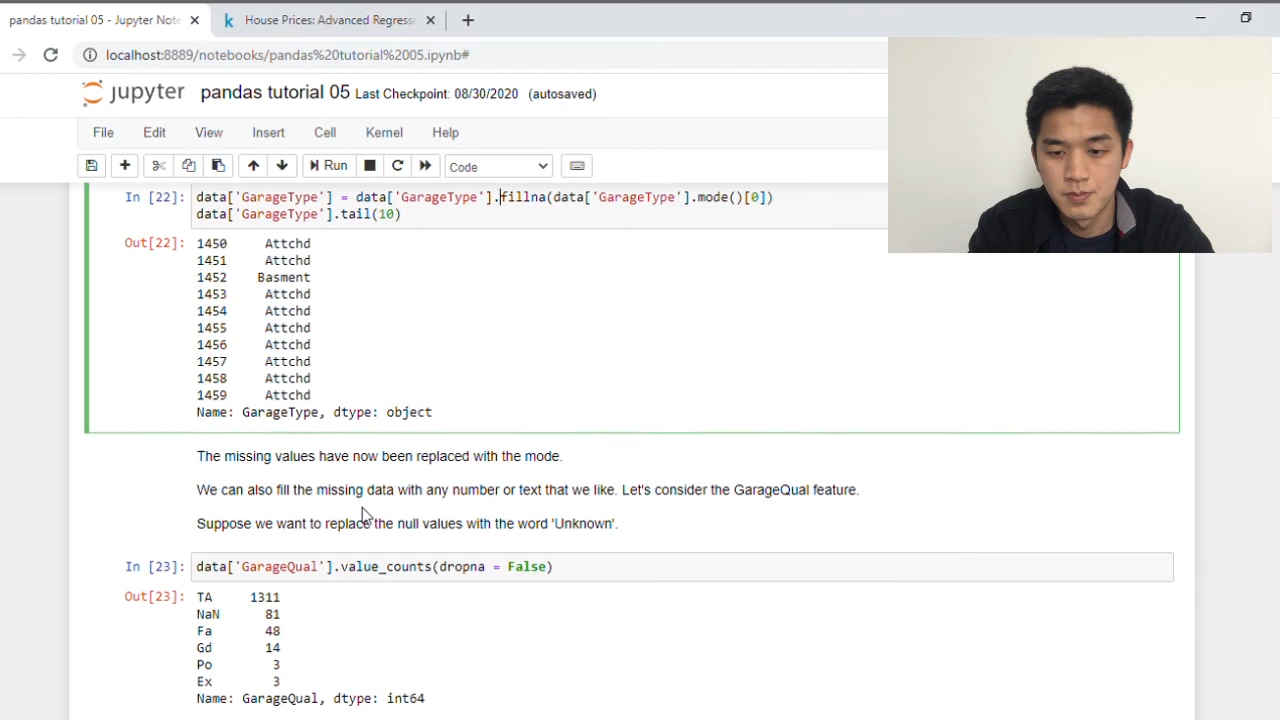 pandas tutorial 05 - Jupyter Note
House Prices: Advanced Regressi
localhost:8889/notebooks/pandas%20tutorial%2005.ipynb#
jupyter pandas tutorial 05 Last Checkpoint: 08/30/2020 (autosaved)
File Edit View Insert Cell Kernel Help
Run Code
In [22]: data['GarageType'] = data['GarageType'].fillna(data['GarageType'].mode()[0])
data['GarageType'].tail(10)
Out[22]: 1450 Attchd
1451 Attchd
1452 Basment
1453 Attchd
1454 Attchd
1455 Attchd
1456 Attchd
1457 Attchd
1458 Attchd
1459 Attchd
Name: GarageType, dtype: object
The missing values have now been replaced with the mode.
We can also fill the missing data with any number or text that we like. Let's consider the GarageQual feature.
Suppose we want to replace the null values with the word 'Unknown'.
In [23]: data['GarageQual'].value_counts(dropna = False)
Out[23]: TA 1311
NaN 81
Fa 48
Gd 14
Po 3
Ex 3
Name: GarageQual, dtype: int64